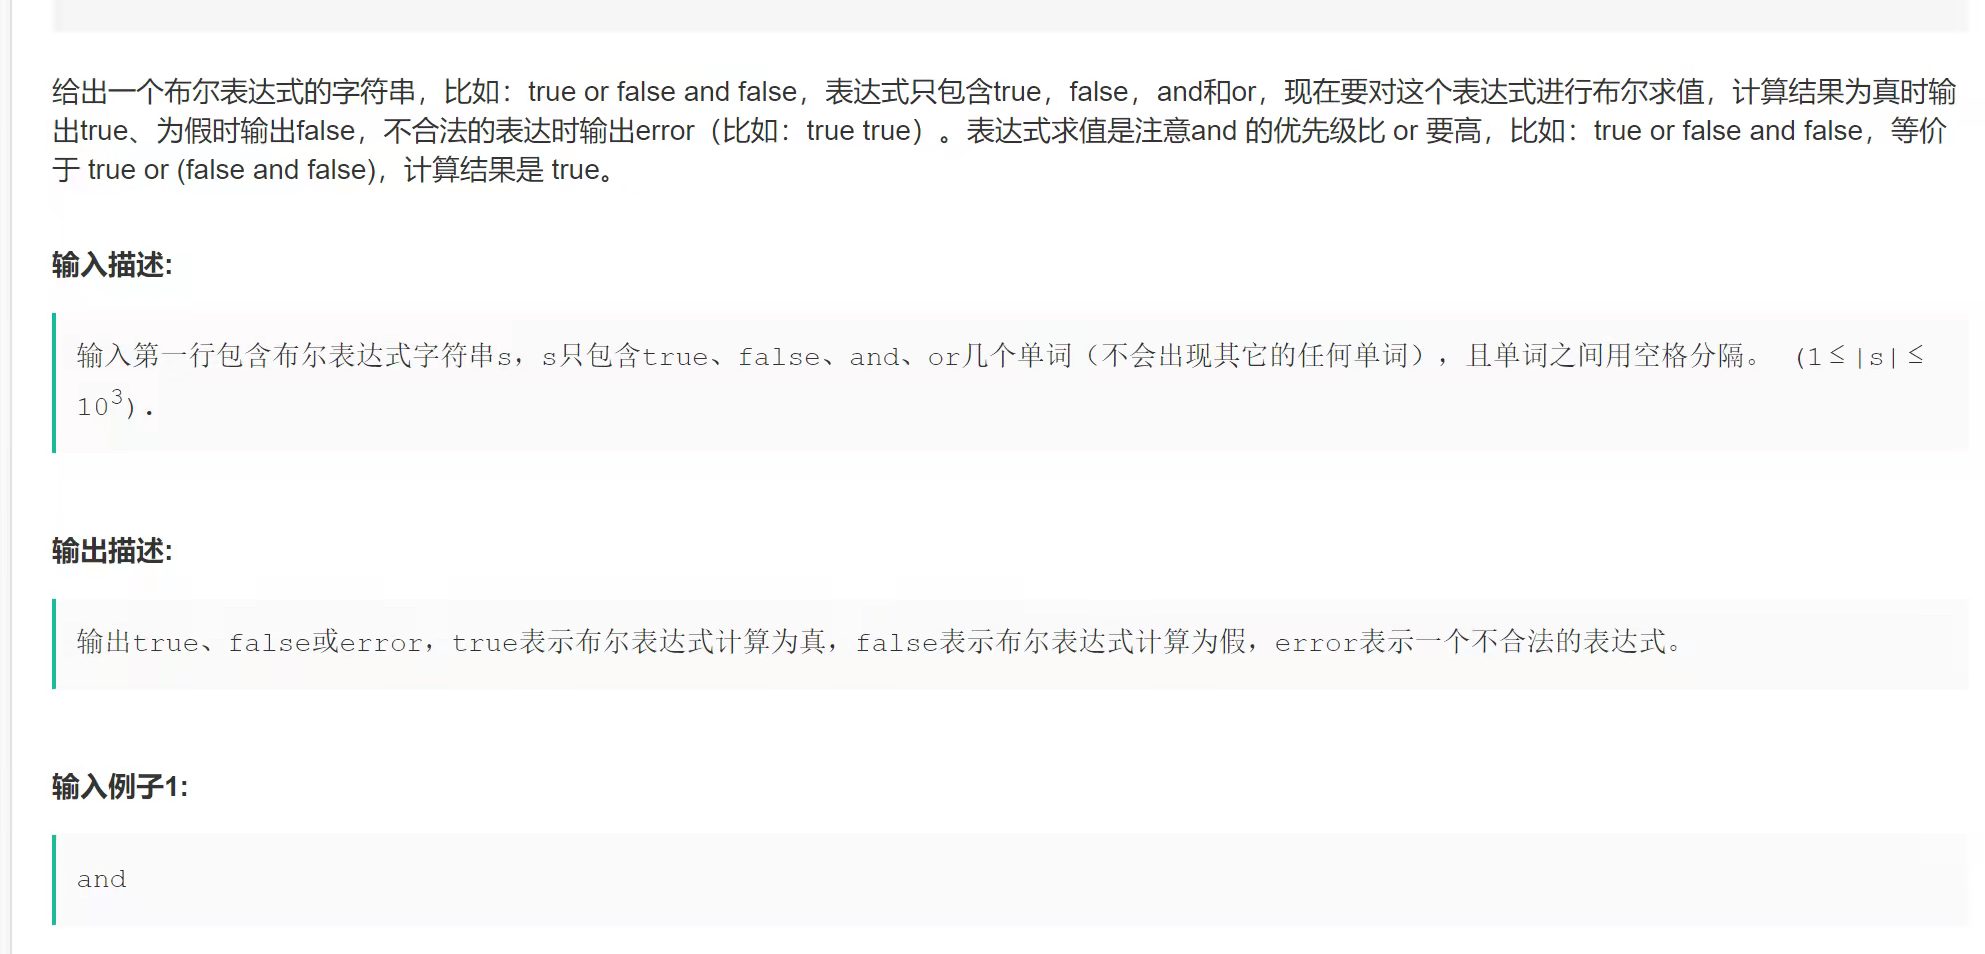 给出一个布尔表达式的字符串，比如：true or false and false，表达式只包含true，false，and和or，现在要对这个表达式进行布尔求值，计算结果为真时输
出true、为假时输出false，不合法的表达时输出error（比如：true true）。表达式求值是注意and 的优先级比 or 要高，比如：true or false and false，等价
于 true or (false and false)，计算结果是 true。
输入描述:
输入第一行包含布尔表达式字符串s，s只包含true、false、and、or几个单词（不会出现其它的任何单词），且单词之间用空格分隔。 (1≤|s|≤
10³).
输出描述:
输出true、false或error，true表示布尔表达式计算为真，false表示布尔表达式计算为假，error表示一个不合法的表达式。
输入例子1:
and